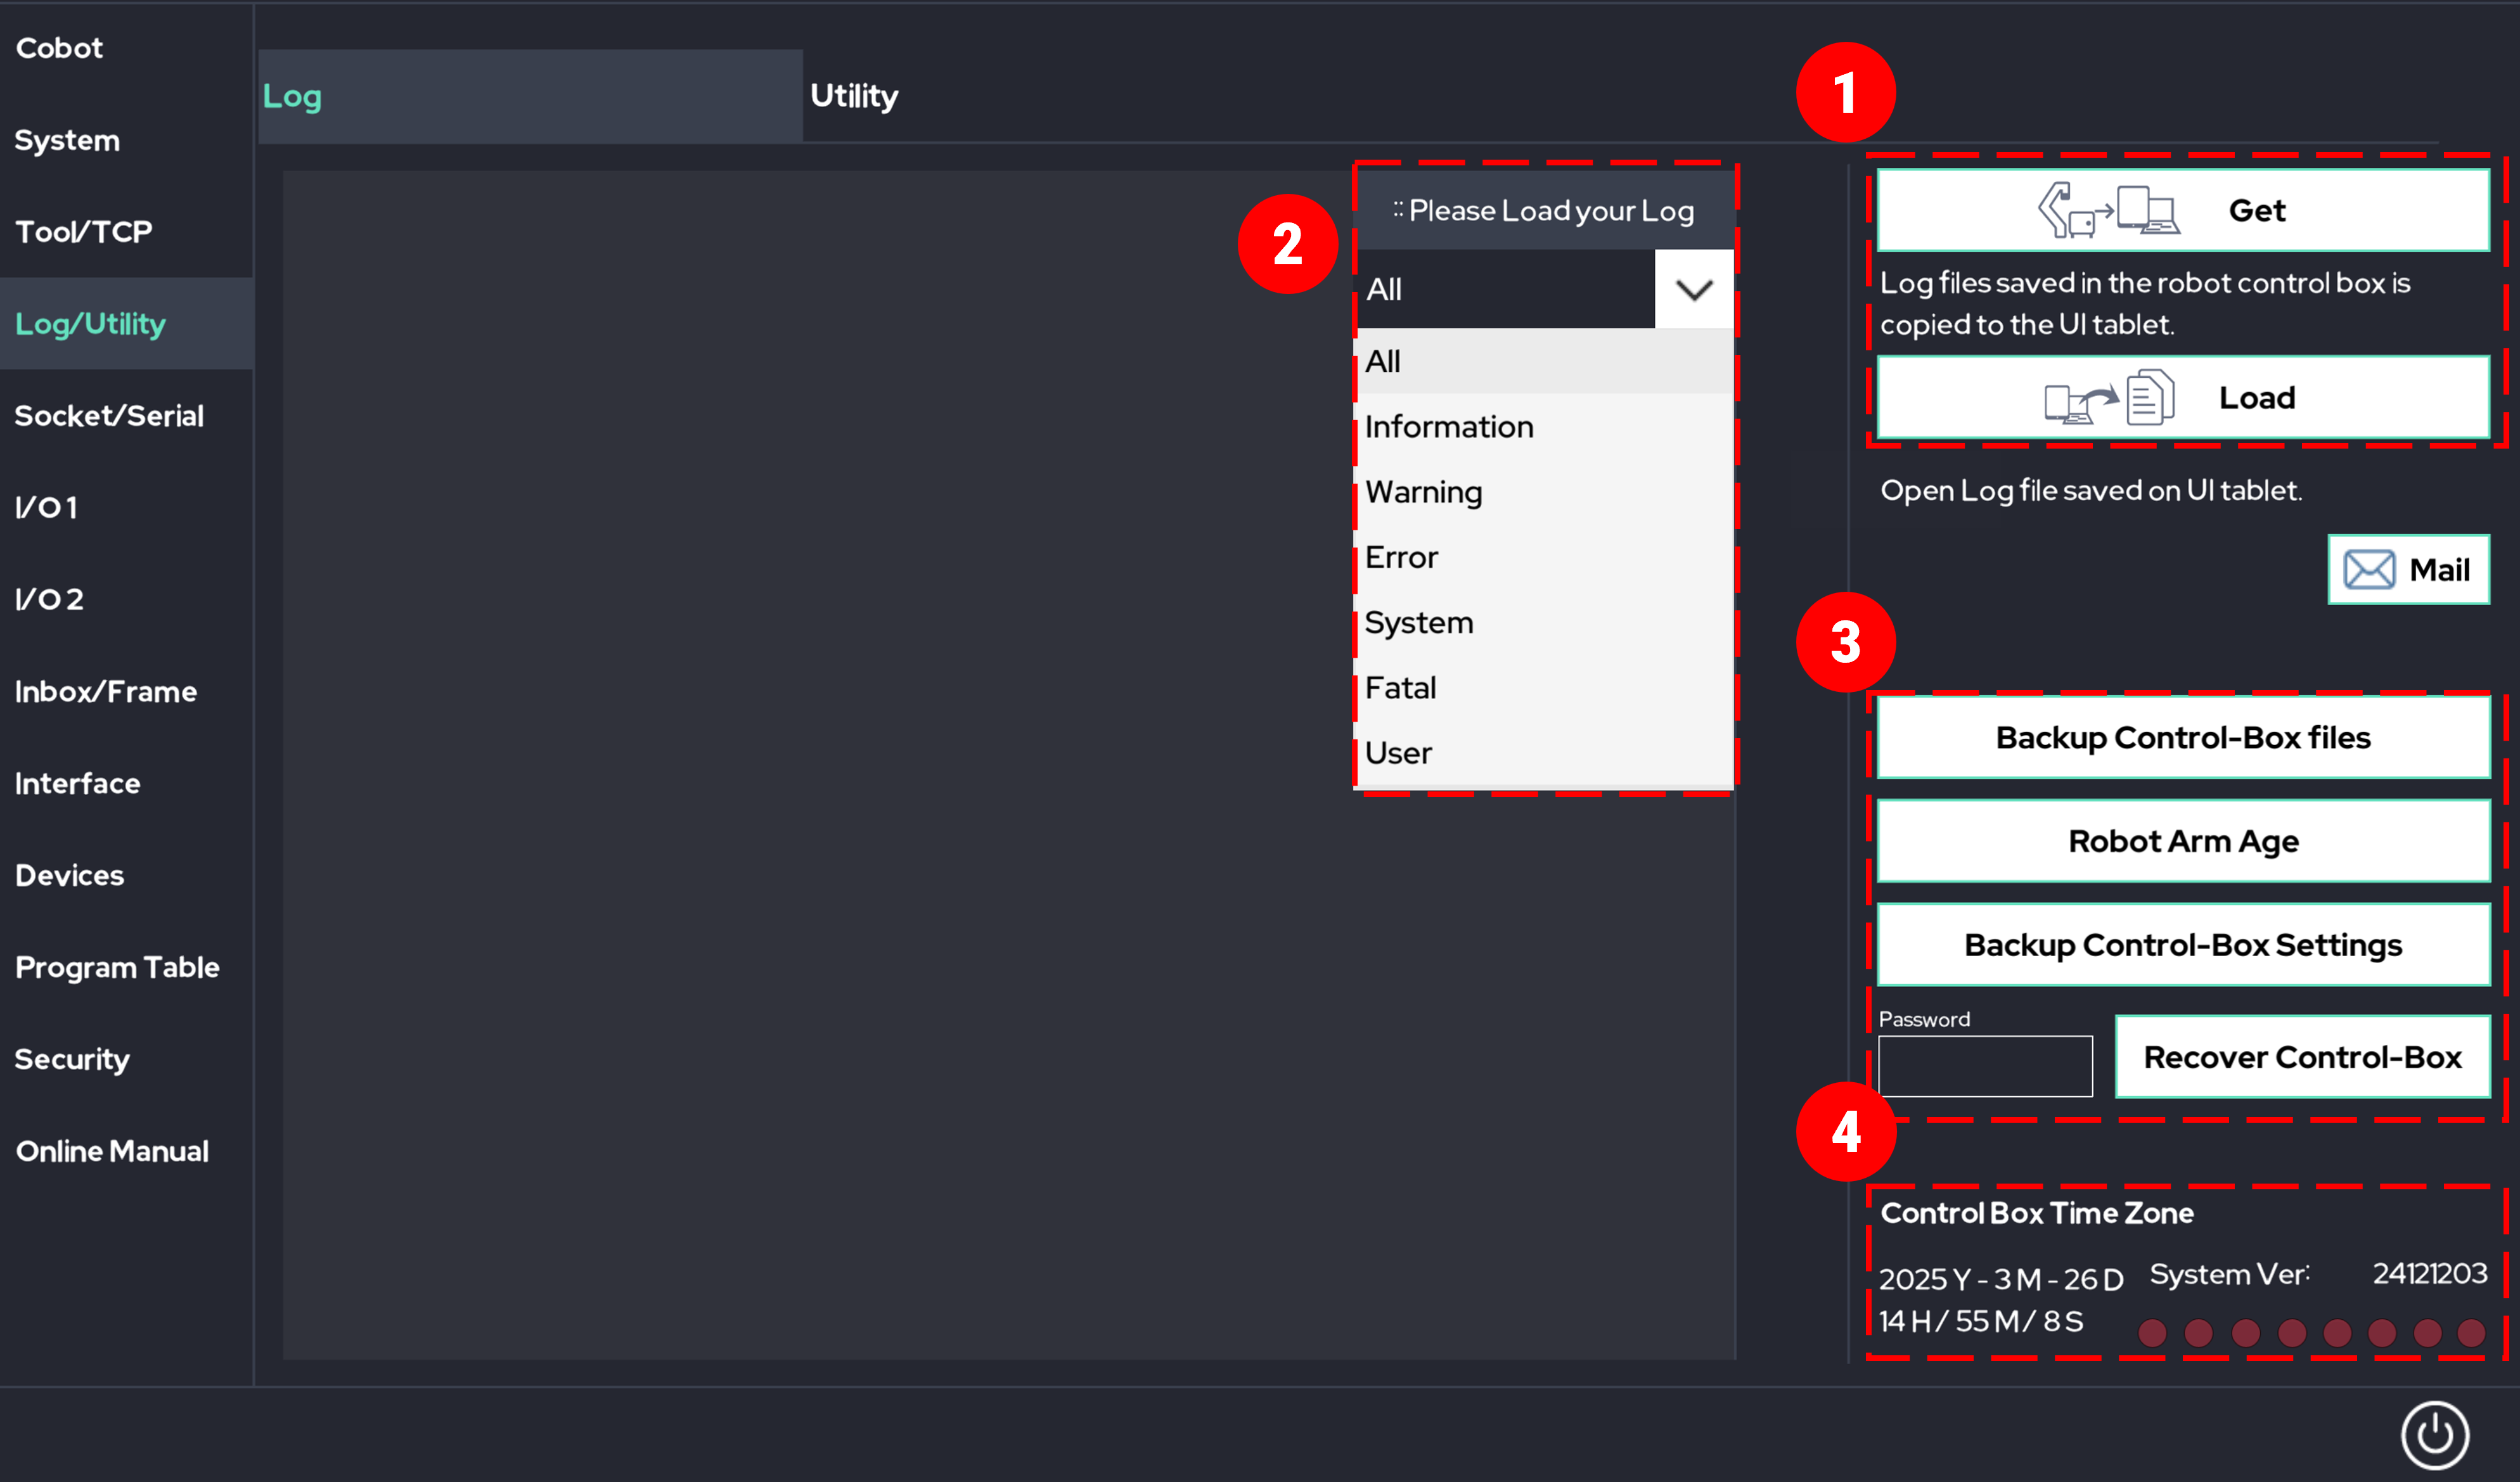 Cobot
System
Tool/TCP
Log/Utility
Socket/Serial
I/O 1
I/O 2
Inbox/Frame
Interface
Devices
Program Table
Security
Online Manual
Log
Utility
1
2
:: Please Load your Log
All
All
Information
Warning
Error
System
Fatal
User
Get
Log files saved in the robot control box is
copied to the UI tablet.
Load
Open Log file saved on UI tablet.
Mail
3
Backup Control-Box files
Robot Arm Age
Backup Control-Box Settings
Password
Recover Control-Box
4
Control Box Time Zone
2025 Y - 3 M - 26 D System Ver: 24121203
14 H / 55 M / 8 S